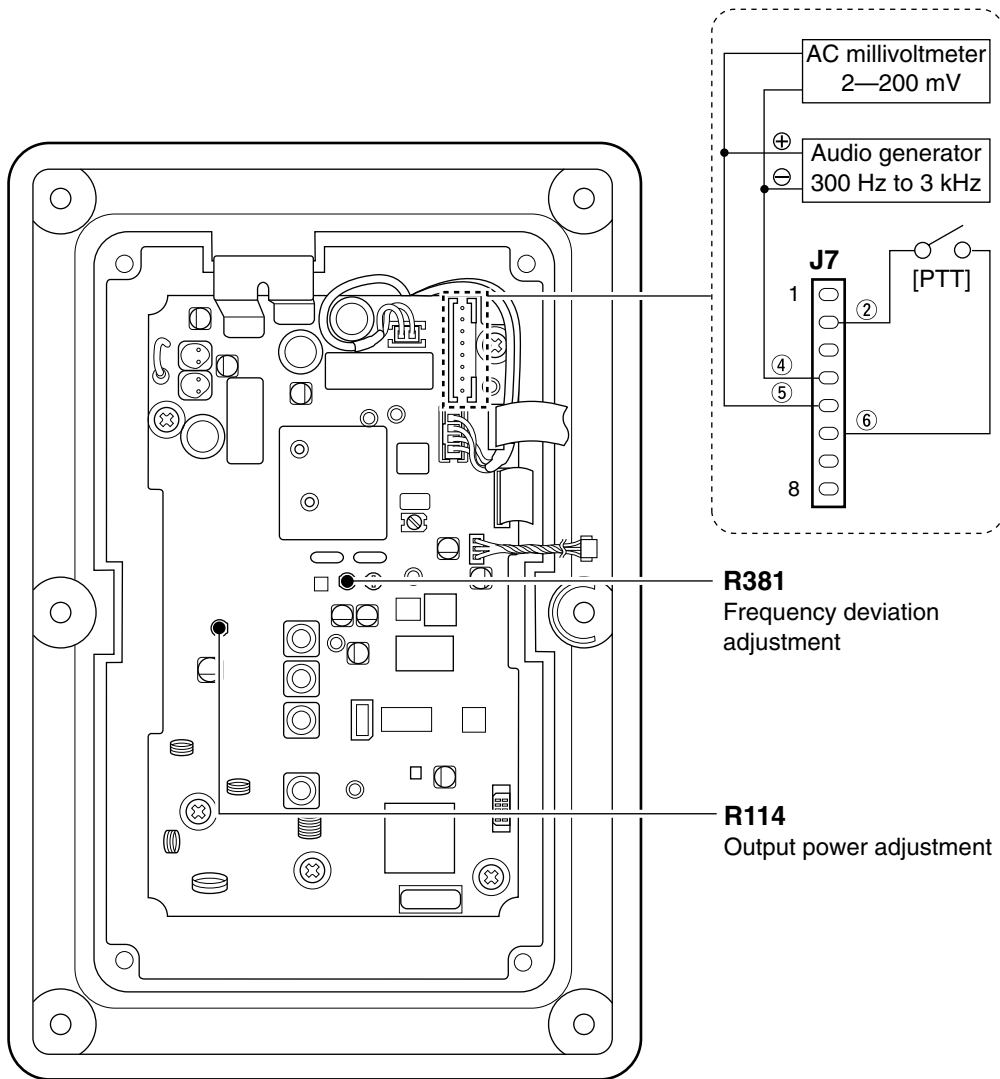 AC millivoltmeter
2—200 mV
⊕
Audio generator
⊖
300 Hz to 3 kHz
J7
[PTT]
1
②
④
⑤
⑥
8
R381
Frequency deviation
adjustment
R114
Output power adjustment